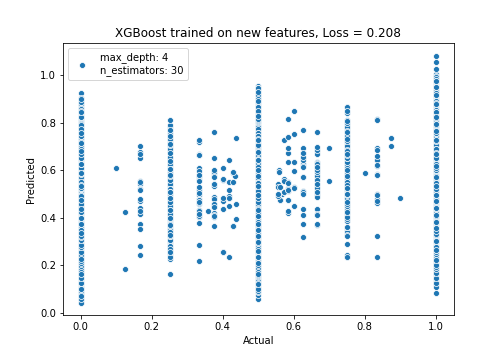 XGBoost trained on new features, Loss = 0.208
max_depth: 4
n_estimators: 30
1.0
0.8
0.6
0.4
0.2
0.0
Predicted
0.0 0.2 0.4 0.6 0.8 1.0
Actual